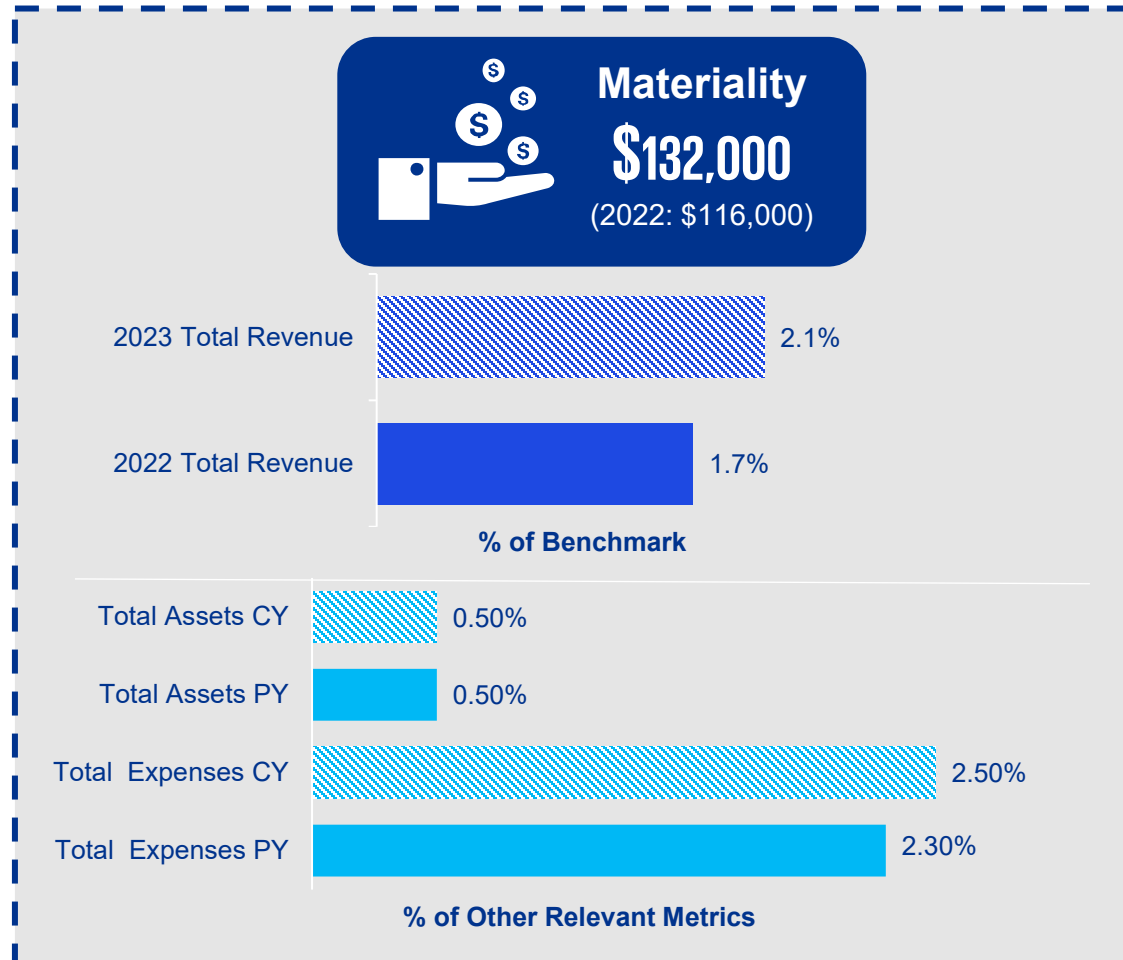 $
$
$
$
Materiality
$132,000
(2022: $116,000)
2023 Total Revenue 2.1%
2022 Total Revenue 1.7%
% of Benchmark
Total Assets CY 0.50%
Total Assets PY 0.50%
Total Expenses CY 2.50%
Total Expenses PY 2.30%
% of Other Relevant Metrics